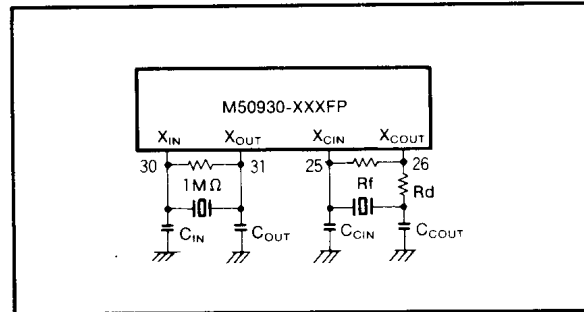 M50930-XXXFP
XIN XOUT XCIN XCOUT
30 31 25 26
1MΩ Rf Rd
CIN COUT CCIN CCOUT